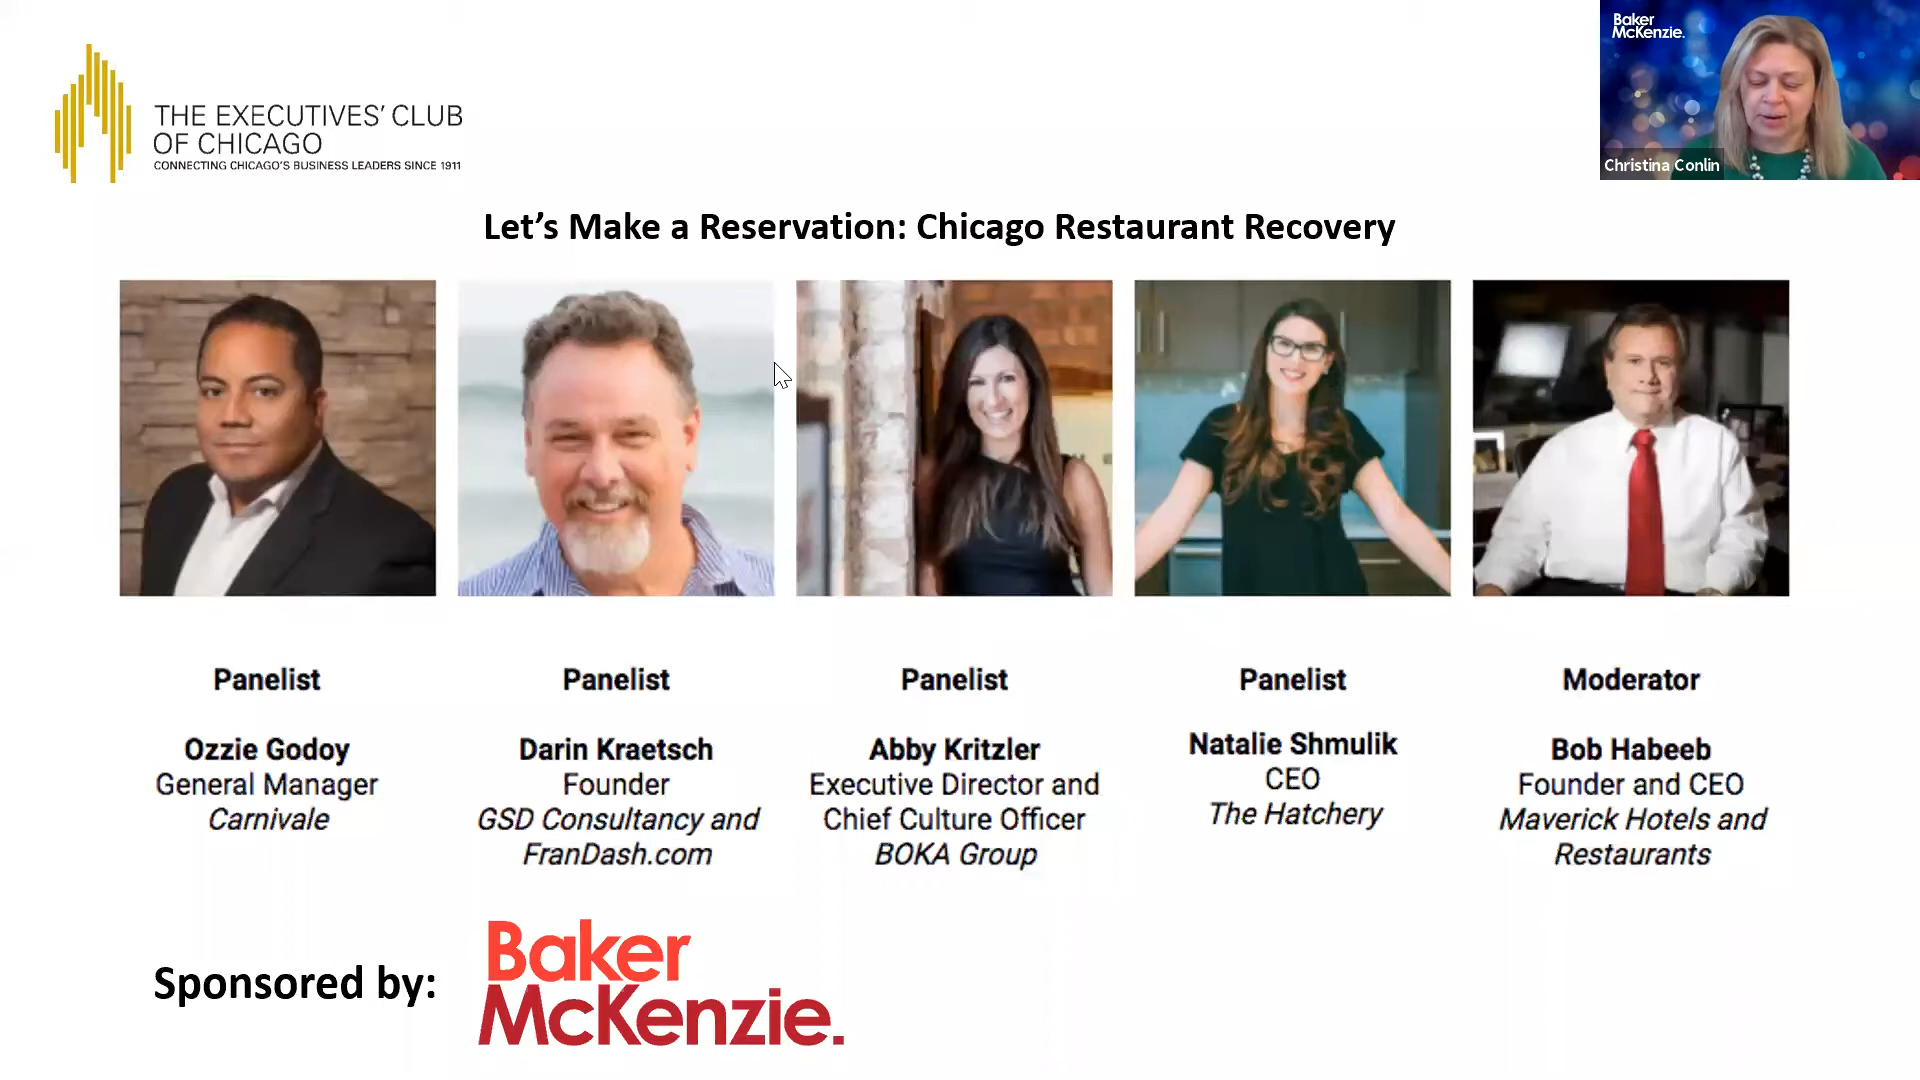 THE EXECUTIVES' CLUB
OF CHICAGO
CONNECTING CHICAGO'S BUSINESS LEADERS SINCE 1911
Baker
McKenzie.
Christina Conlin
Let's Make a Reservation: Chicago Restaurant Recovery
Panelist
Ozzie Godoy
General Manager
Carnivale
Panelist
Darin Kraetsch
Founder
GSD Consultancy and
FranDash.com
Panelist
Abby Kritzler
Executive Director and
Chief Culture Officer
BOKA Group
Panelist
Natalie Shmulik
CEO
The Hatchery
Moderator
Bob Habeeb
Founder and CEO
Maverick Hotels and
Restaurants
Sponsored by:
Baker
McKenzie.